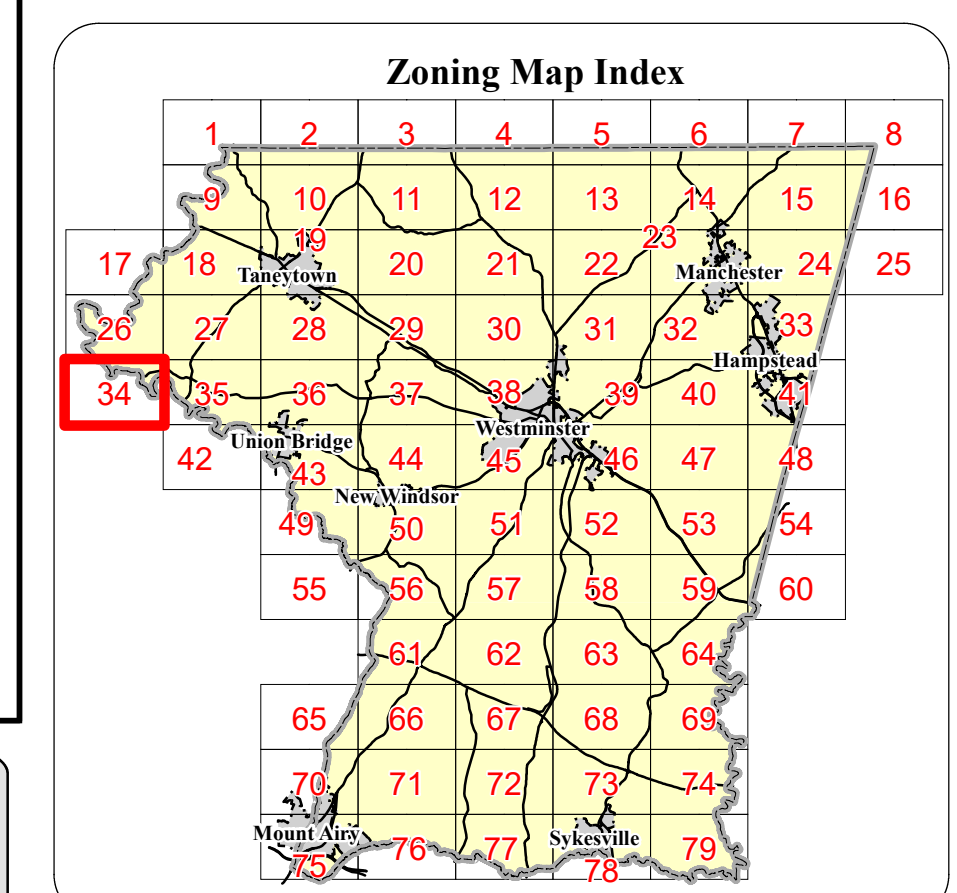 Zoning Map Index
1 2 3 4 5 6 7 8
9 10 11 12 13 14 15 16
19 23
17 18 20 21 22 24 25
Taneytown Manchester
26 27 28 29 30 31 32 33
Hampstead
34 35 36 37 38 39 40 41
Westminster
Union Bridge
42 43 44 45 46 47 48
New Windsor
49 50 51 52 53 54
55 56 57 58 59 60
61 62 63 64
65 66 67 68 69
70 71 72 73 74
Mount Airy Sykesville
75 76 77 78 79